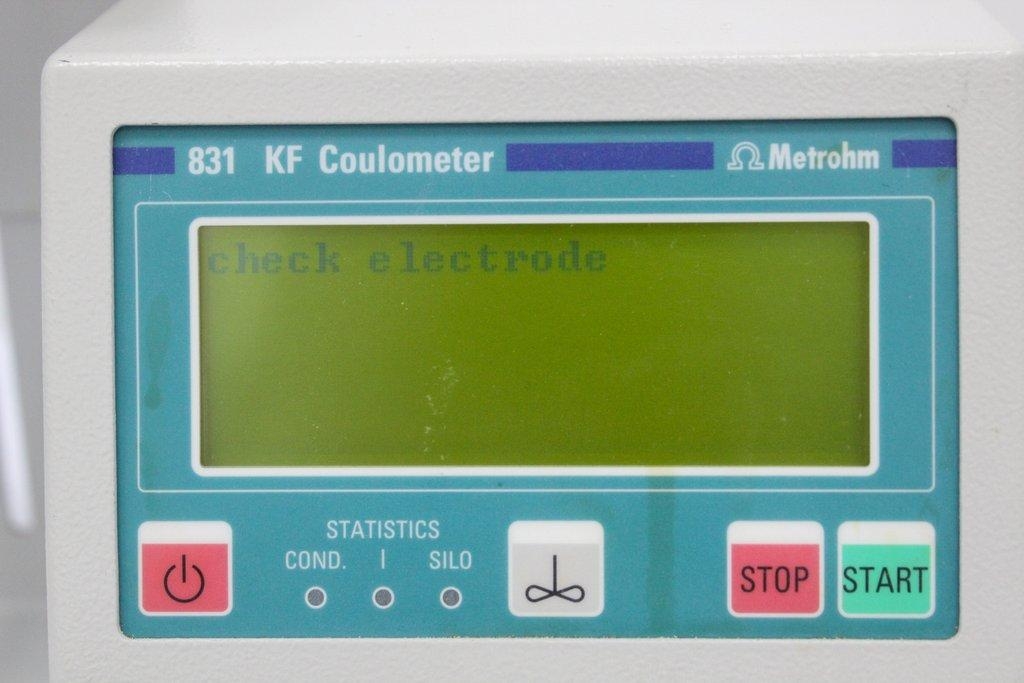 831 KF Coulometer
Metrohm
check electrode
STATISTICS
COND. I SILO
STOP
START